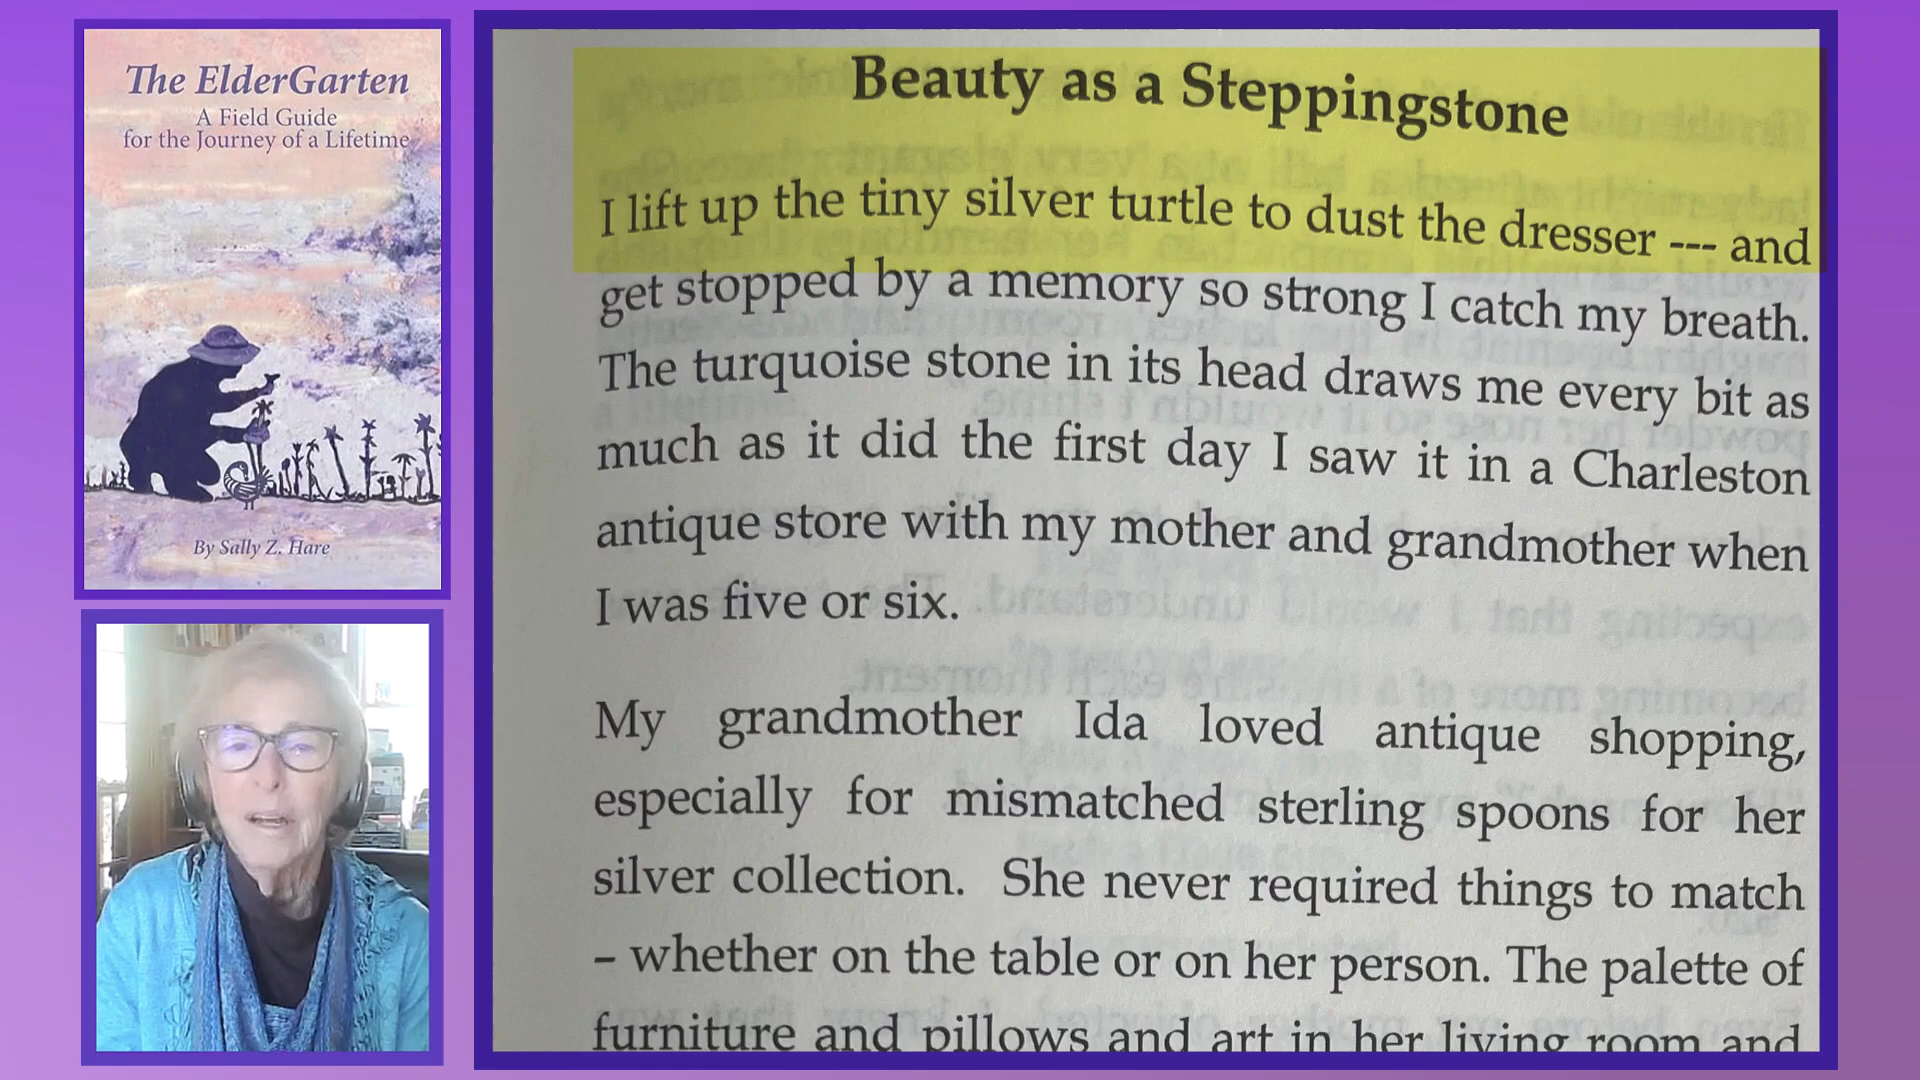 The ElderGarten
A Field Guide
for the Journey of a Lifetime
By Sally Z. Hare
Beauty as a Steppingstone
I lift up the tiny silver turtle to dust the dresser --- and
get stopped by a memory so strong I catch my breath.
The turquoise stone in its head draws me every bit as
much as it did the first day I saw it in a Charleston
antique store with my mother and grandmother when
I was five or six.
My grandmother Ida loved antique shopping,
especially for mismatched sterling spoons for her
silver collection. She never required things to match
– whether on the table or on her person. The palette of
furniture and pillows and art in her living room and